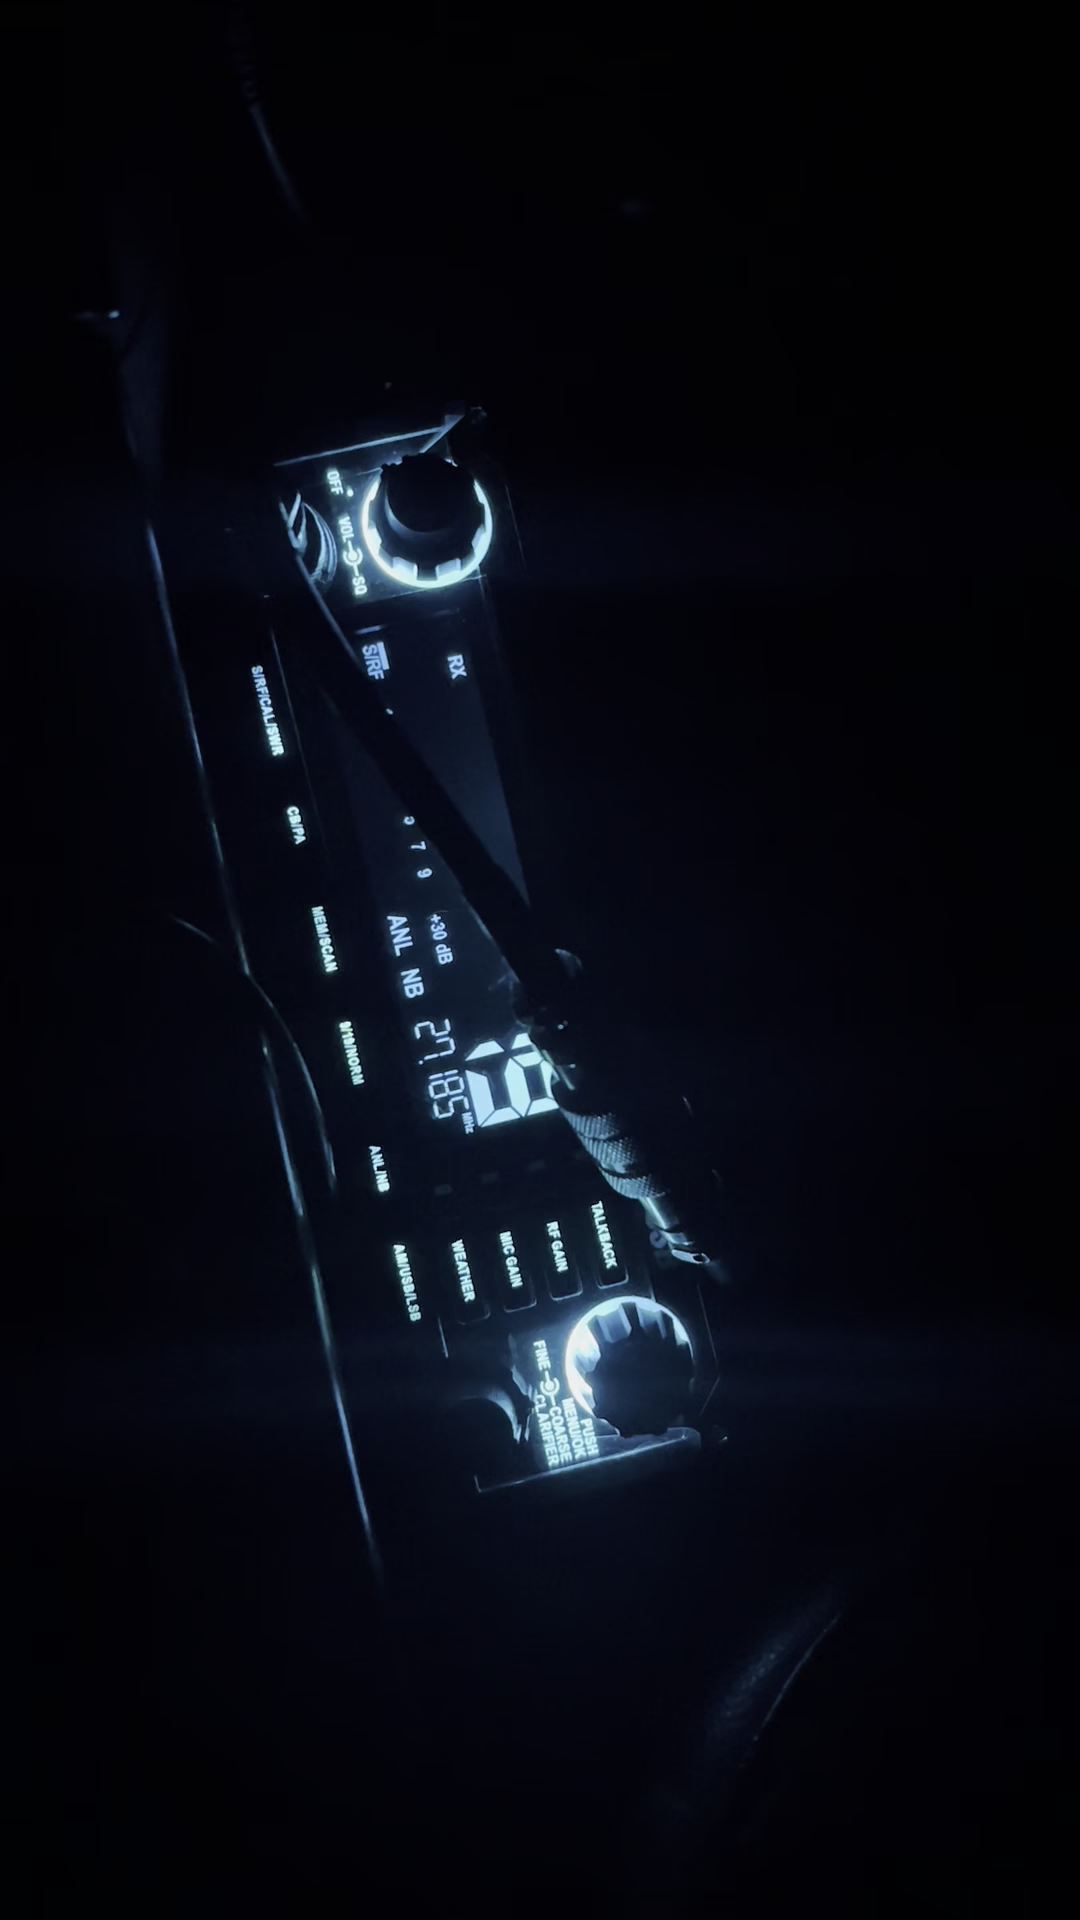 OFF
VOL SQ
RX
S/RF
7 9 +30 dB
ANL NB
27.185 MHz
TALKBACK
RF GAIN
MIC GAIN
WEATHER
S/RF/CAL/SWR
CB/PA
MEM/SCAN
9/19/NORM
ANL/NB
AM/USB/LSB
PUSH
MENU/OK
FINE COARSE
CLARIFIER